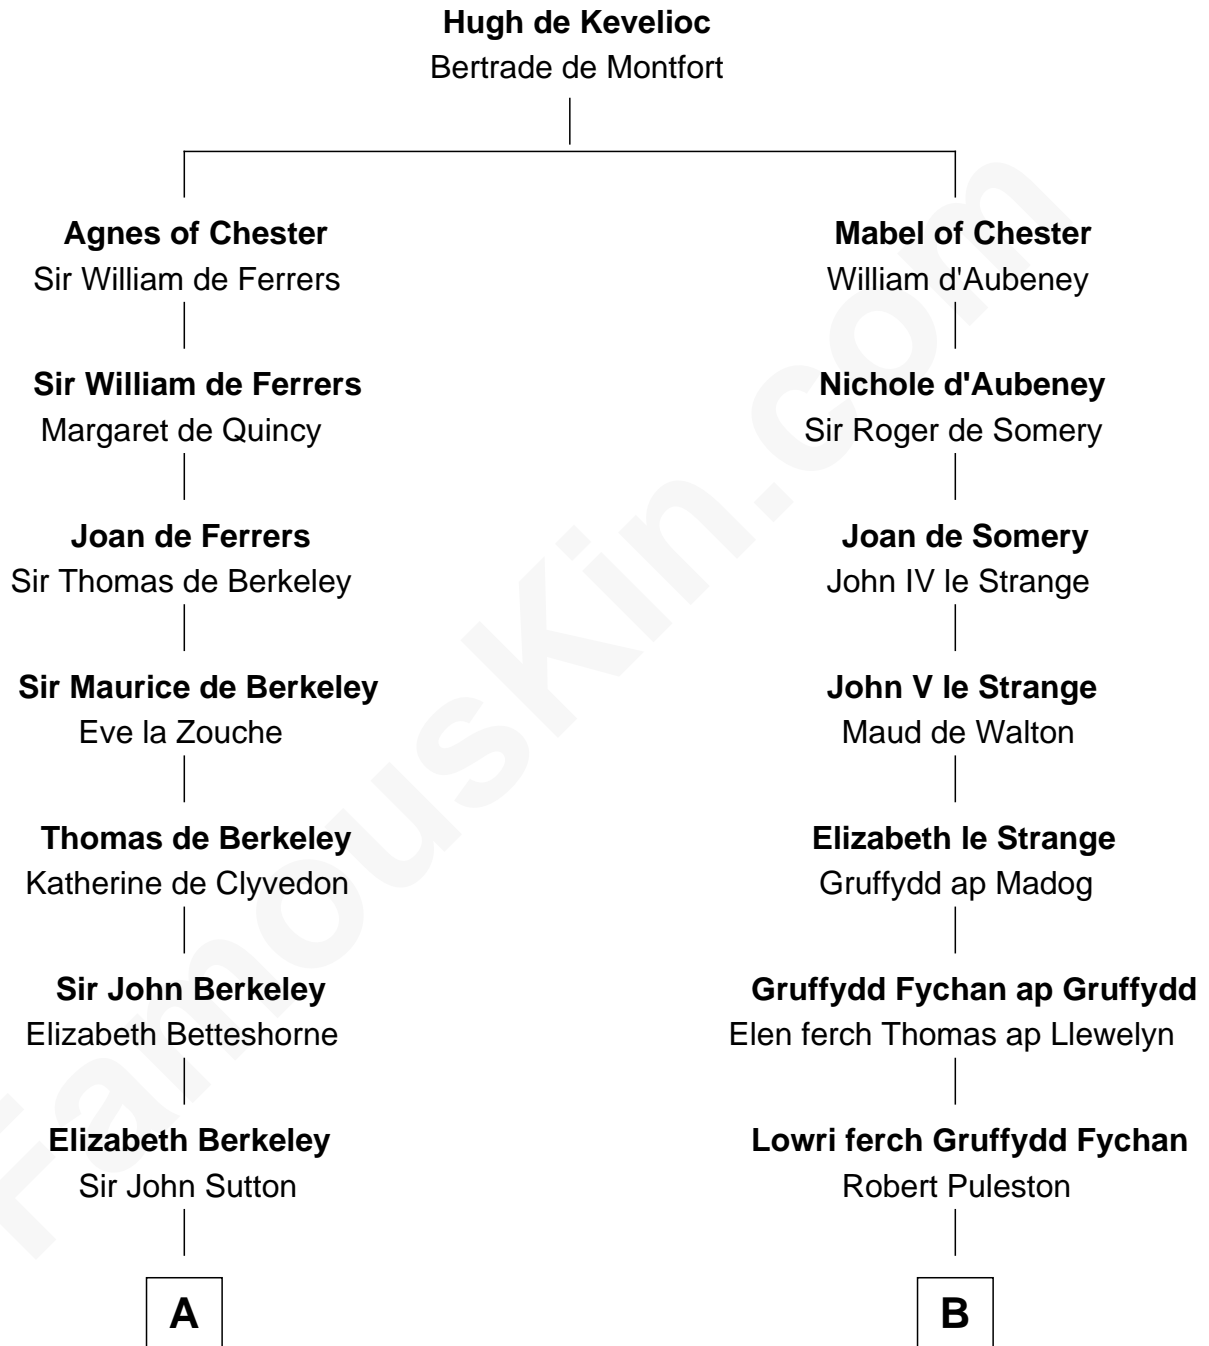 Hugh de Kevelioc
Bertrade de Montfort
Agnes of Chester
Sir William de Ferrers
Mabel of Chester
William d'Aubeney
Sir William de Ferrers
Margaret de Quincy
Nichole d'Aubeney
Sir Roger de Somery
Joan de Ferrers
Sir Thomas de Berkeley
Joan de Somery
John IV le Strange
Sir Maurice de Berkeley
Eve la Zouche
John V le Strange
Maud de Walton
Thomas de Berkeley
Katherine de Clyvedon
Elizabeth le Strange
Gruffydd ap Madog
Sir John Berkeley
Elizabeth Betteshorne
Gruffydd Fychan ap Gruffydd
Elen ferch Thomas ap Llewelyn
Elizabeth Berkeley
Sir John Sutton
Lowri ferch Gruffydd Fychan
Robert Puleston
A
B
FamousKin.com